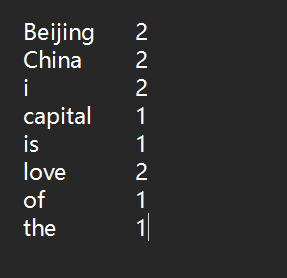 Beijing 2
China 2
i 2
capital 1
is 1
love 2
of 1
the 1